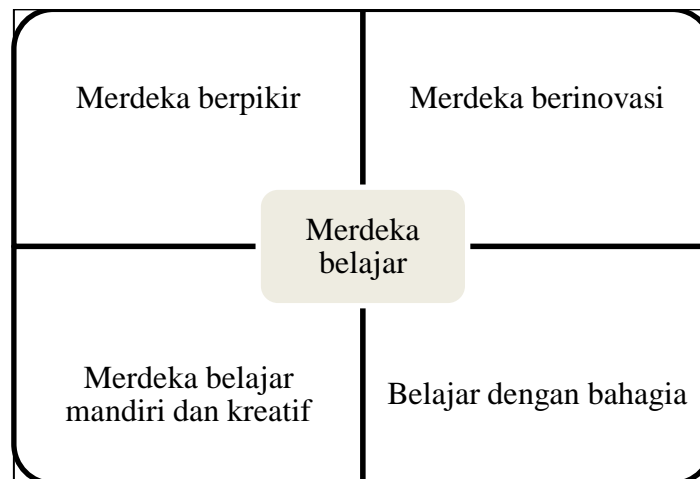 Merdeka berpikir
Merdeka berinovasi
Merdeka
belajar
Merdeka belajar
mandiri dan kreatif
Belajar dengan bahagia